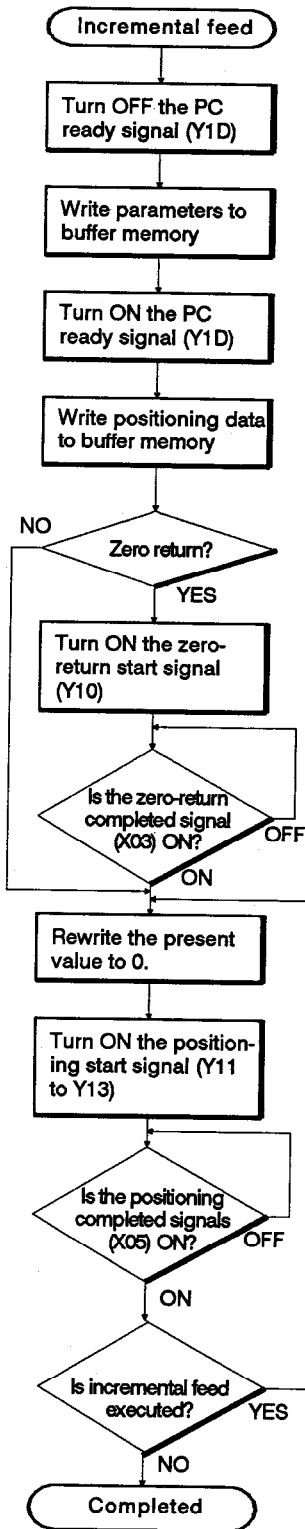 Incremental feed
Turn OFF the PC
ready signal (Y1D)
Write parameters to
buffer memory
Turn ON the PC
ready signal (Y1D)
Write positioning data
to buffer memory
NO
Zero return?
YES
Turn ON the zero-
return start signal
(Y10)
Is the zero-return
completed signal
(X03) ON?
OFF
ON
Rewrite the present
value to 0.
Turn ON the position-
ing start signal (Y11
to Y13)
Is the positioning
completed signals
(X05) ON?
OFF
ON
Is incremental feed
executed?
YES
NO
Completed